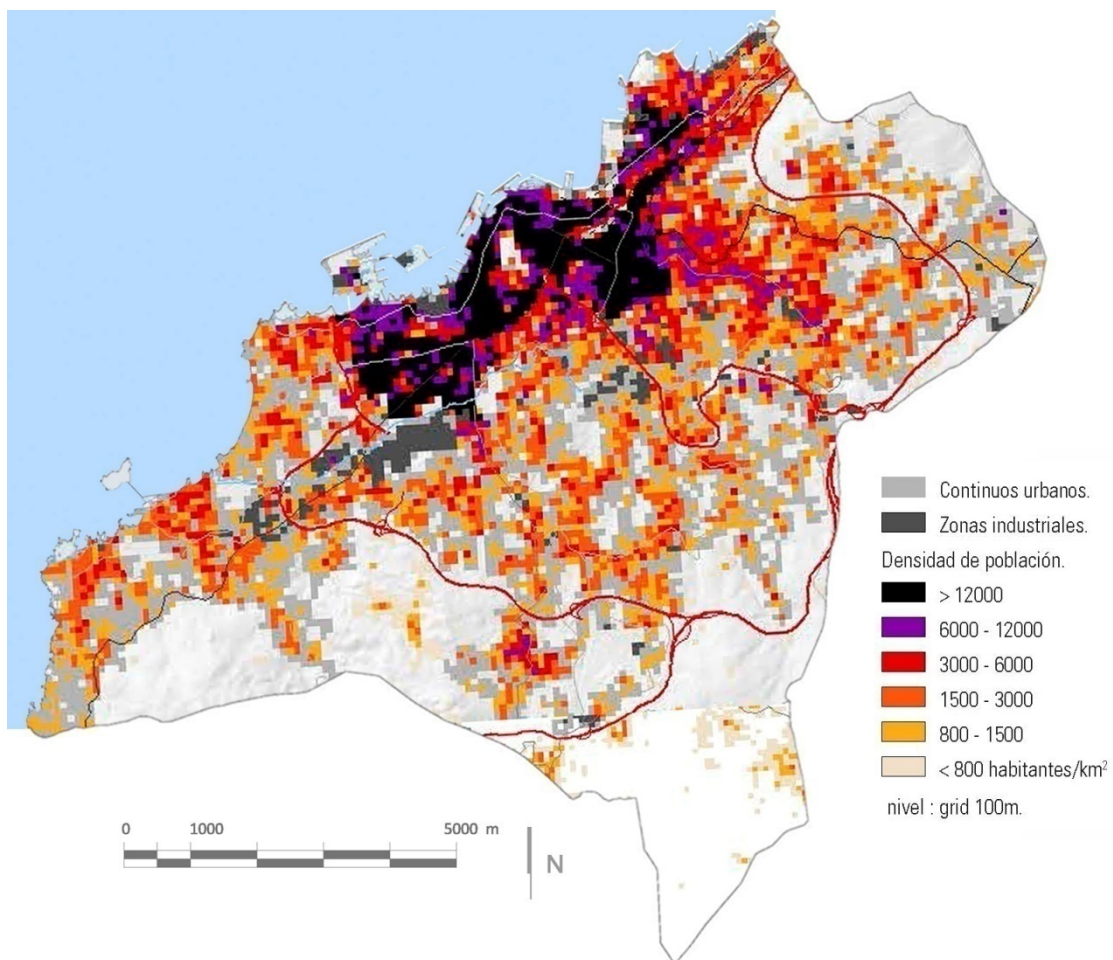 Continuos urbanos.
Zonas industriales.
Densidad de población.
> 12000
6000 - 12000
3000 - 6000
1500 - 3000
800 - 1500
< 800 habitantes/km²
nivel : grid 100m.
0 1000 5000 m
N